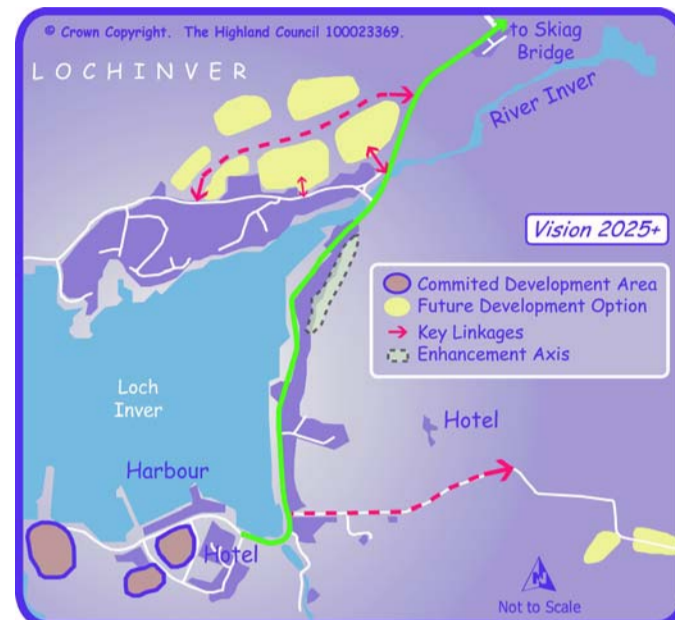 © Crown Copyright. The Highland Council 100023369.
to Skiag
Bridge
LOCHINVER
River Inver
Vision 2025+
Commited Development Area
Future Development Option
Key Linkages
Enhancement Axis
Loch
Inver
Hotel
Harbour
Hotel
N
Not to Scale